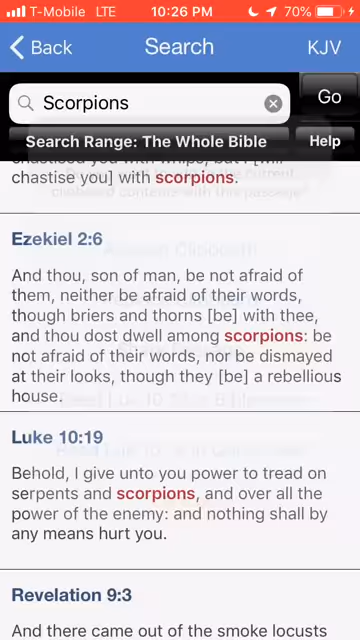 T-Mobile LTE 10:26 PM 70%
Back Search KJV
Scorpions Go
Search Range: The Whole Bible Help
chastised you with whips, but I [will
chastise you] with scorpions.
Ezekiel 2:6
And thou, son of man, be not afraid of
them, neither be afraid of their words,
though briers and thorns [be] with thee,
and thou dost dwell among scorpions: be
not afraid of their words, nor be dismayed
at their looks, though they [be] a rebellious
house.
Luke 10:19
Behold, I give unto you power to tread on
serpents and scorpions, and over all the
power of the enemy: and nothing shall by
any means hurt you.
Revelation 9:3
And there came out of the smoke locusts